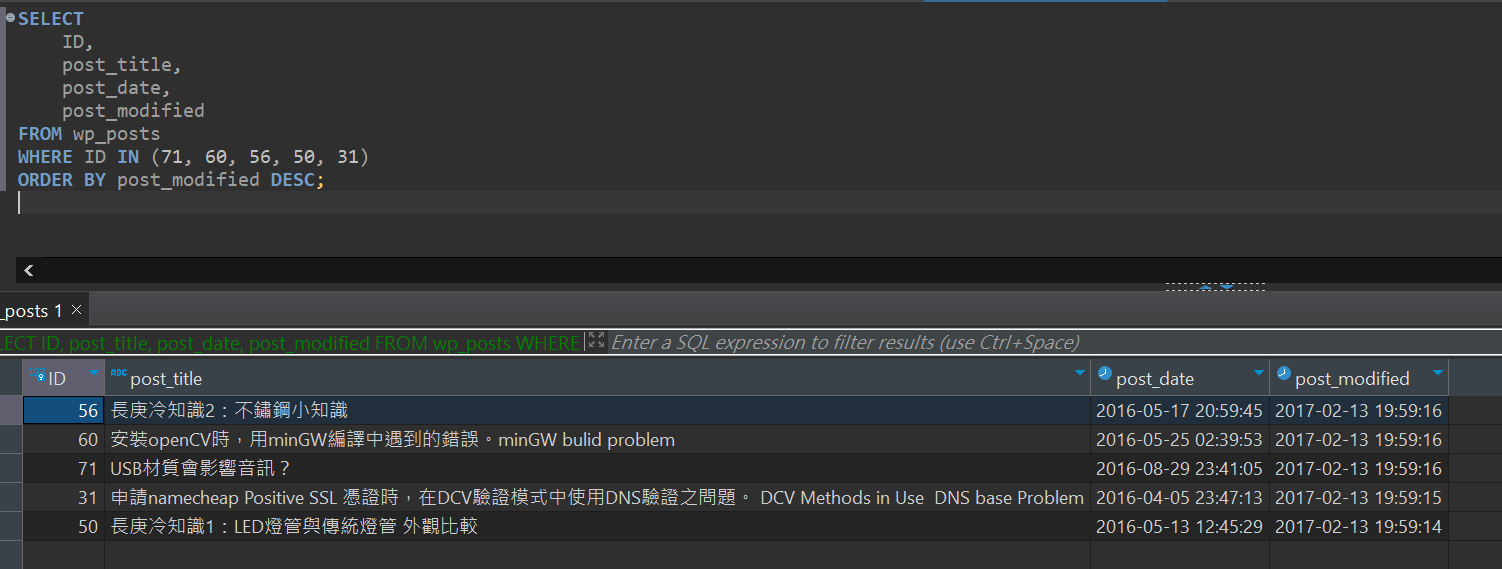 SELECT
ID,
post_title,
post_date,
post_modified
FROM wp_posts
WHERE ID IN (71, 60, 56, 50, 31)
ORDER BY post_modified DESC;
_posts 1
ECT ID, post_title, post_date, post_modified FROM wp_posts WHERE Enter a SQL expression to filter results (use Ctrl+Space)
ID ABC post_title post_date post_modified
56 長庚冷知識2：不鏽鋼小知識 2016-05-17 20:59:45 2017-02-13 19:59:16
60 安裝openCV時，用minGW編譯中遇到的錯誤。minGW bulid problem 2016-05-25 02:39:53 2017-02-13 19:59:16
71 USB材質會影響音訊？ 2016-08-29 23:41:05 2017-02-13 19:59:16
31 申請namecheap Positive SSL 憑證時，在DCV驗證模式中使用DNS驗證之問題。 DCV Methods in Use  DNS base Problem 2016-04-05 23:47:13 2017-02-13 19:59:15
50 長庚冷知識1：LED燈管與傳統燈管 外觀比較 2016-05-13 12:45:29 2017-02-13 19:59:14